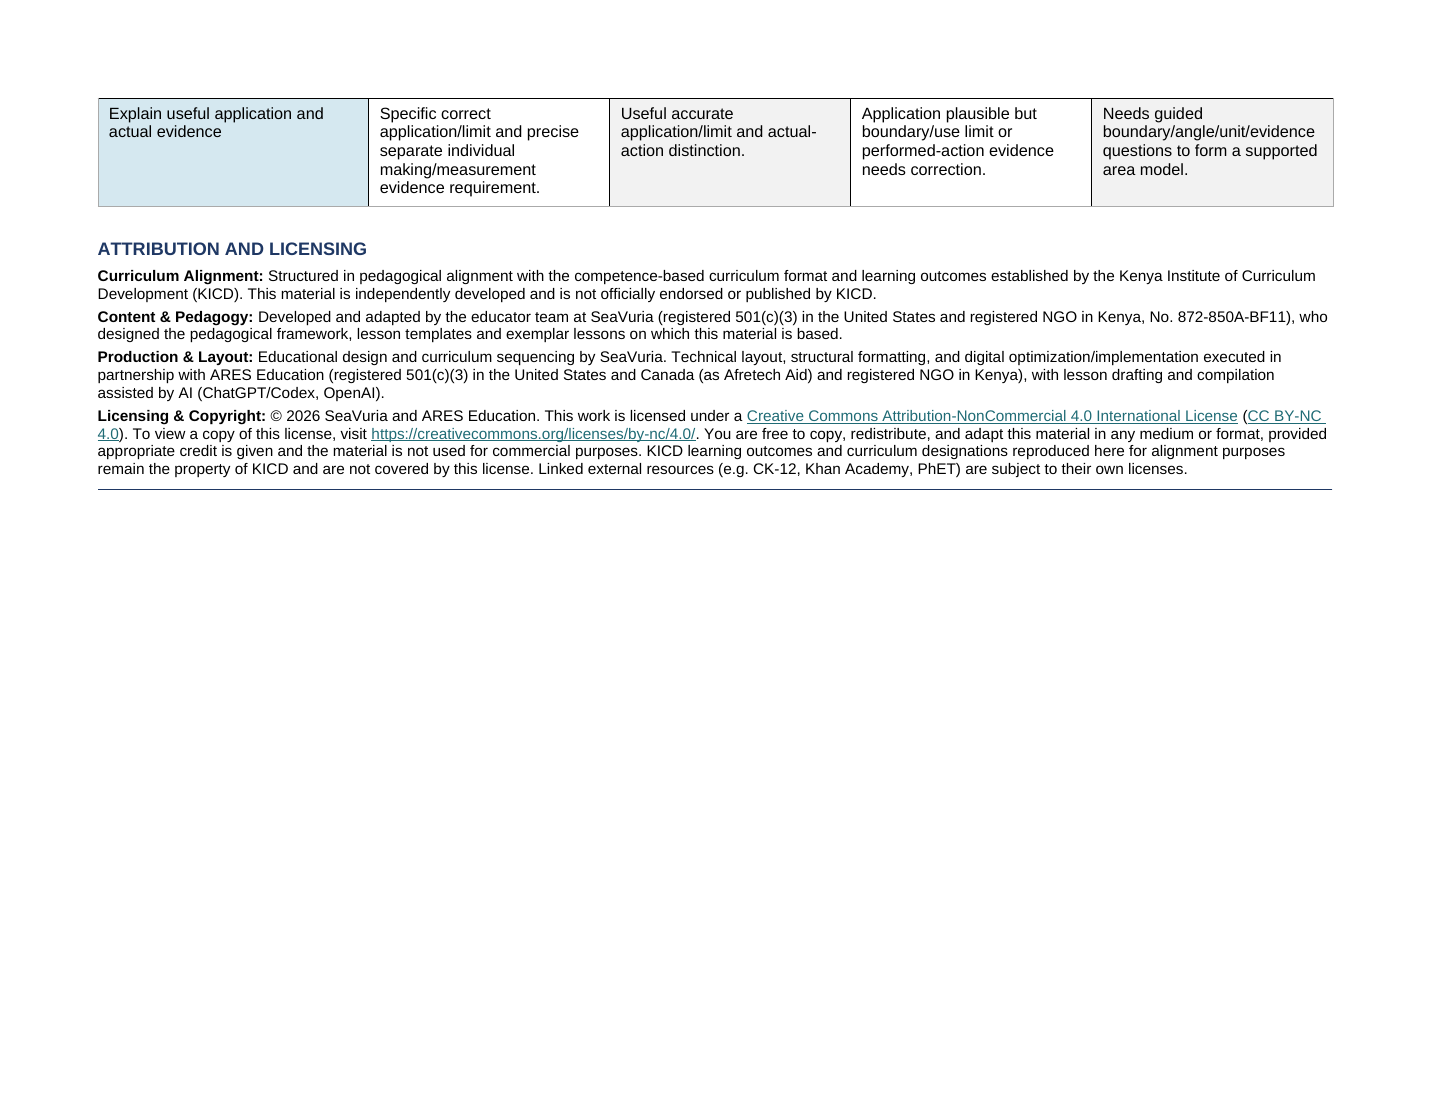 Explain useful application and
actual evidence
Specific correct
application/limit and precise
separate individual
making/measurement
evidence requirement.
Useful accurate
application/limit and actual-
action distinction.
Application plausible but
boundary/use limit or
performed-action evidence
needs correction.
Needs guided
boundary/angle/unit/evidence
questions to form a supported
area model.
ATTRIBUTION AND LICENSING
Curriculum Alignment: Structured in pedagogical alignment with the competence-based curriculum format and learning outcomes established by the Kenya Institute of Curriculum
Development (KICD). This material is independently developed and is not officially endorsed or published by KICD.
Content & Pedagogy: Developed and adapted by the educator team at SeaVuria (registered 501(c)(3) in the United States and registered NGO in Kenya, No. 872-850A-BF11), who
designed the pedagogical framework, lesson templates and exemplar lessons on which this material is based.
Production & Layout: Educational design and curriculum sequencing by SeaVuria. Technical layout, structural formatting, and digital optimization/implementation executed in
partnership with ARES Education (registered 501(c)(3) in the United States and Canada (as Afretech Aid) and registered NGO in Kenya), with lesson drafting and compilation
assisted by AI (ChatGPT/Codex, OpenAI).
Licensing & Copyright: © 2026 SeaVuria and ARES Education. This work is licensed under a Creative Commons Attribution-NonCommercial 4.0 International License (CC BY-NC
4.0). To view a copy of this license, visit https://creativecommons.org/licenses/by-nc/4.0/. You are free to copy, redistribute, and adapt this material in any medium or format, provided
appropriate credit is given and the material is not used for commercial purposes. KICD learning outcomes and curriculum designations reproduced here for alignment purposes
remain the property of KICD and are not covered by this license. Linked external resources (e.g. CK-12, Khan Academy, PhET) are subject to their own licenses.